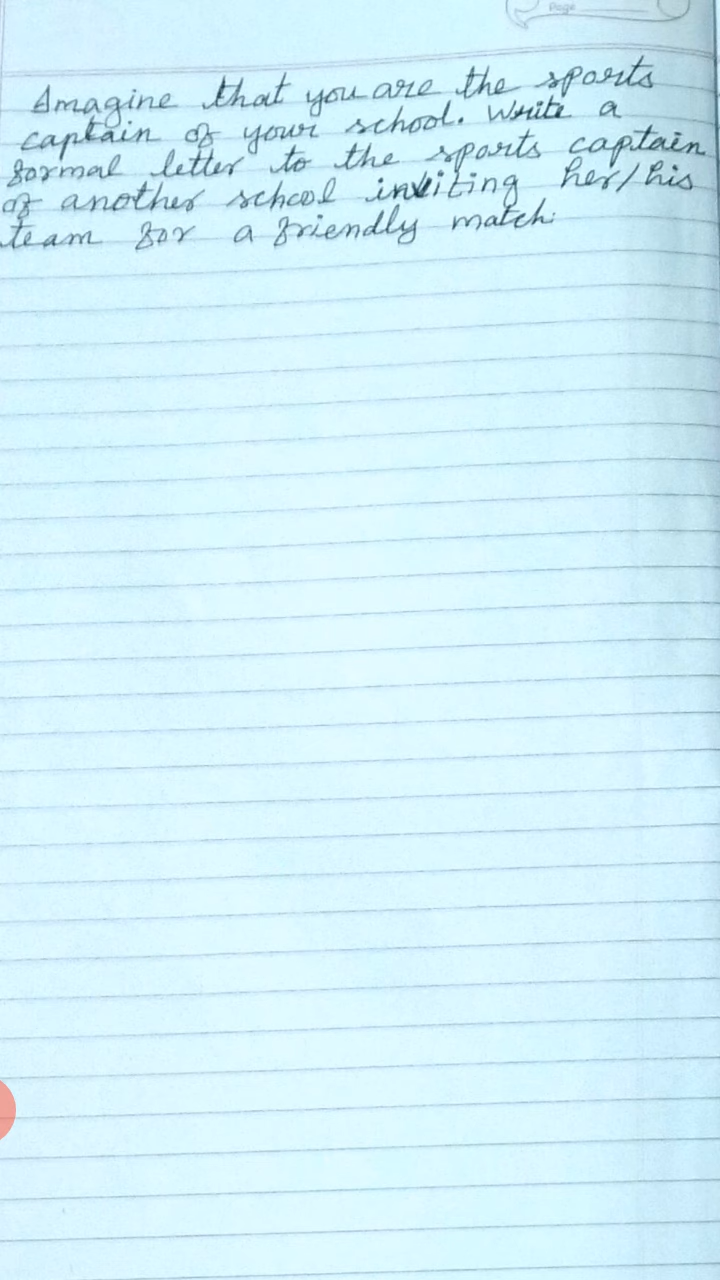 Page
Imagine that you are the sports
captain of your school. Write a
formal letter to the sports captain
of another school inviting her/his
team for a friendly match.